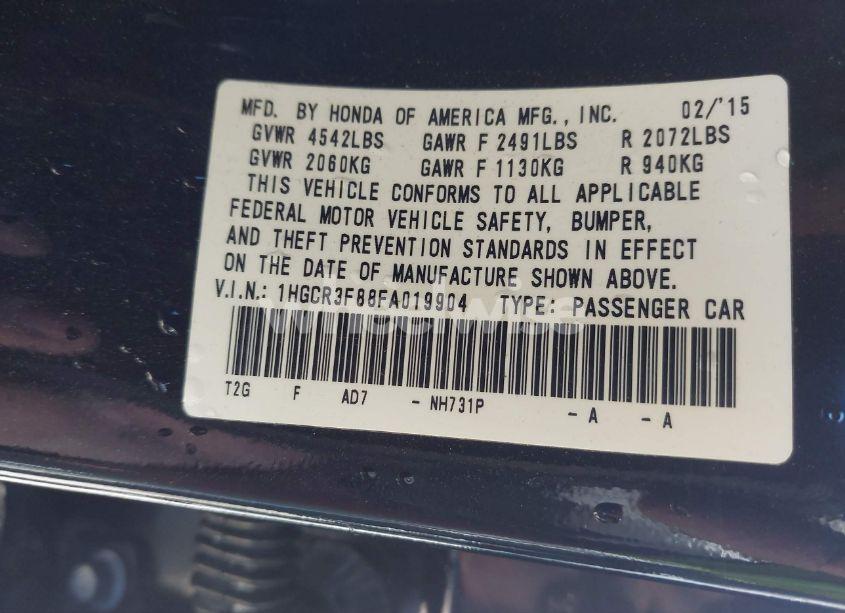 MFD. BY HONDA OF AMERICA MFG., INC. 02/'15
GVWR 4542LBS GAWR F 2491LBS R 2072LBS
GVWR 2060KG GAWR F 1130KG R 940KG
THIS VEHICLE CONFORMS TO ALL APPLICABLE
FEDERAL MOTOR VEHICLE SAFETY, BUMPER,
AND THEFT PREVENTION STANDARDS IN EFFECT
ON THE DATE OF MANUFACTURE SHOWN ABOVE.
V.I.N.: 1HGCR3F88FA019904 TYPE: PASSENGER CAR
wheelwise
T2G F AD7 - NH731P - A - A